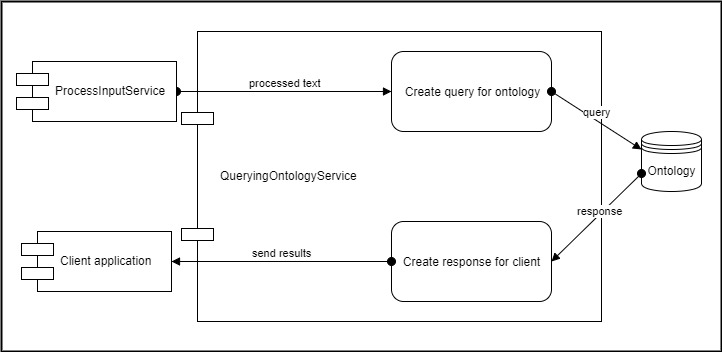 ProcessInputService
processed text
Create query for ontology
query
Ontology
QueryingOntologyService
response
Client application
send results
Create response for client